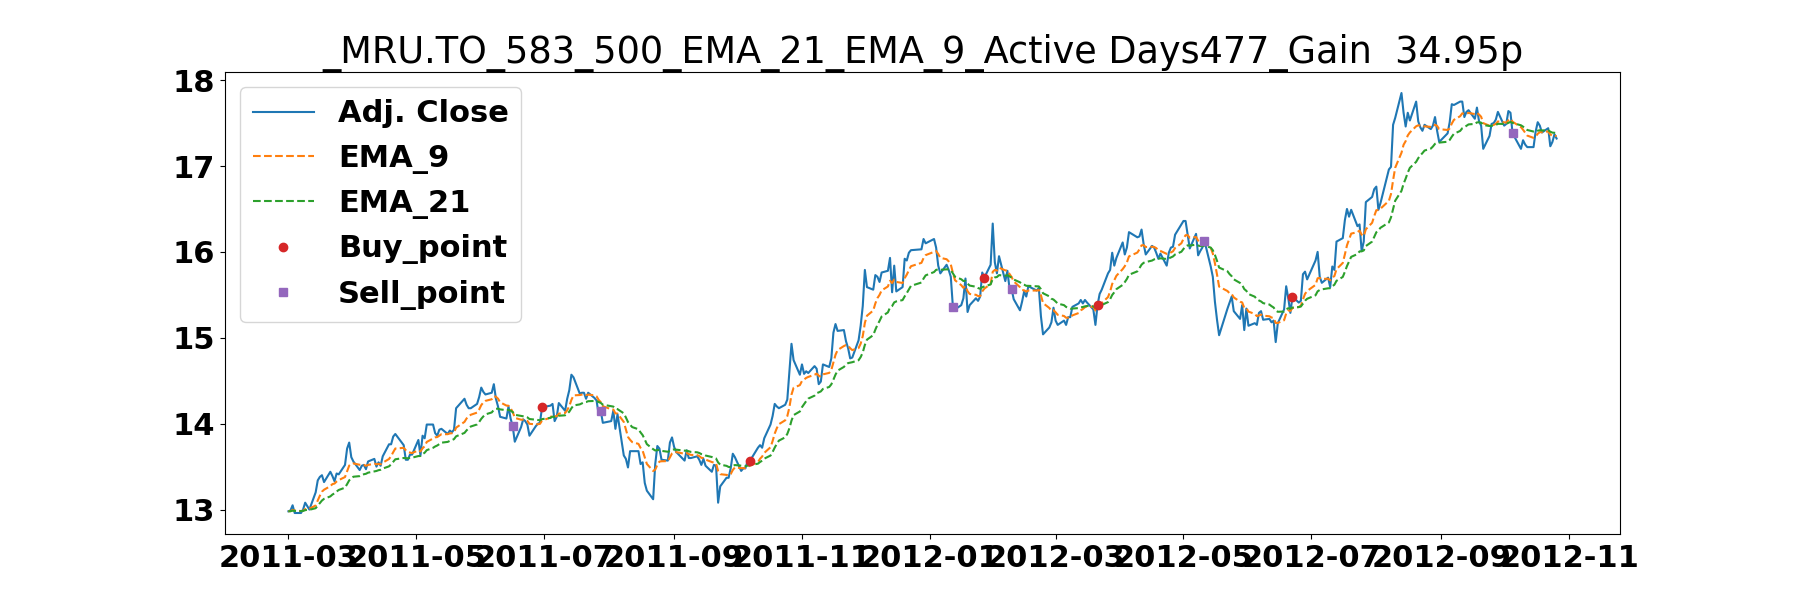 _MRU.TO_583_500_EMA_21_EMA_9_Active Days477_Gain  34.95p
18
17
16
15
14
13
Adj. Close
EMA_9
EMA_21
Buy_point
Sell_point
2011-03
2011-05
2011-07
2011-09
2011-11
2012-01
2012-03
2012-05
2012-07
2012-09
2012-11